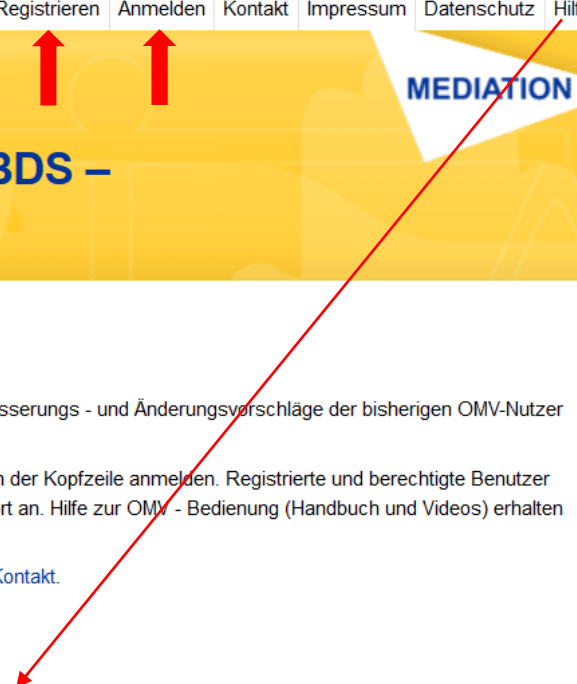 Registrieren Anmelden Kontakt Impressum Datenschutz
MEDIATION
BDS –
sserungs - und Änderungsvorschläge der bisherigen OMV-Nutzer
n der Kopfzeile anmelden. Registrierte und berechtigte Benutzer
rt an. Hilfe zur OMV - Bedienung (Handbuch und Videos) erhalten
Kontakt.